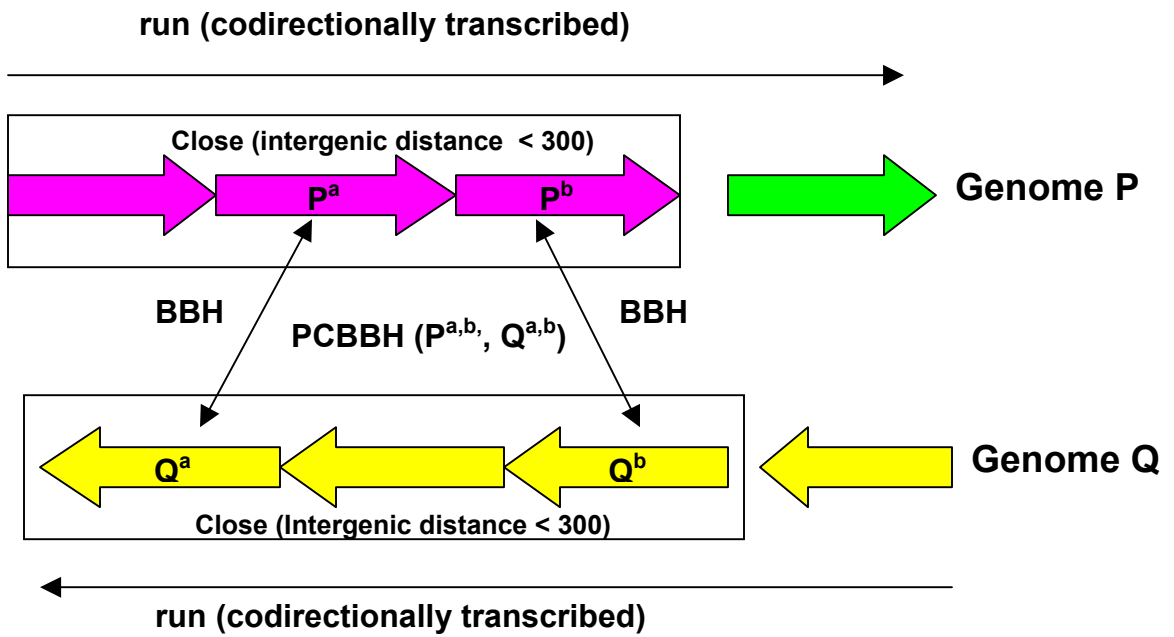 run (codirectionally transcribed)
Close (intergenic distance < 300)
Pᵃ
Pᵇ
Genome P
BBH
BBH
PCBBH (Pᵃ,ᵇ,, Qᵃ,ᵇ)
Qᵃ
Qᵇ
Genome Q
Close (Intergenic distance < 300)
run (codirectionally transcribed)